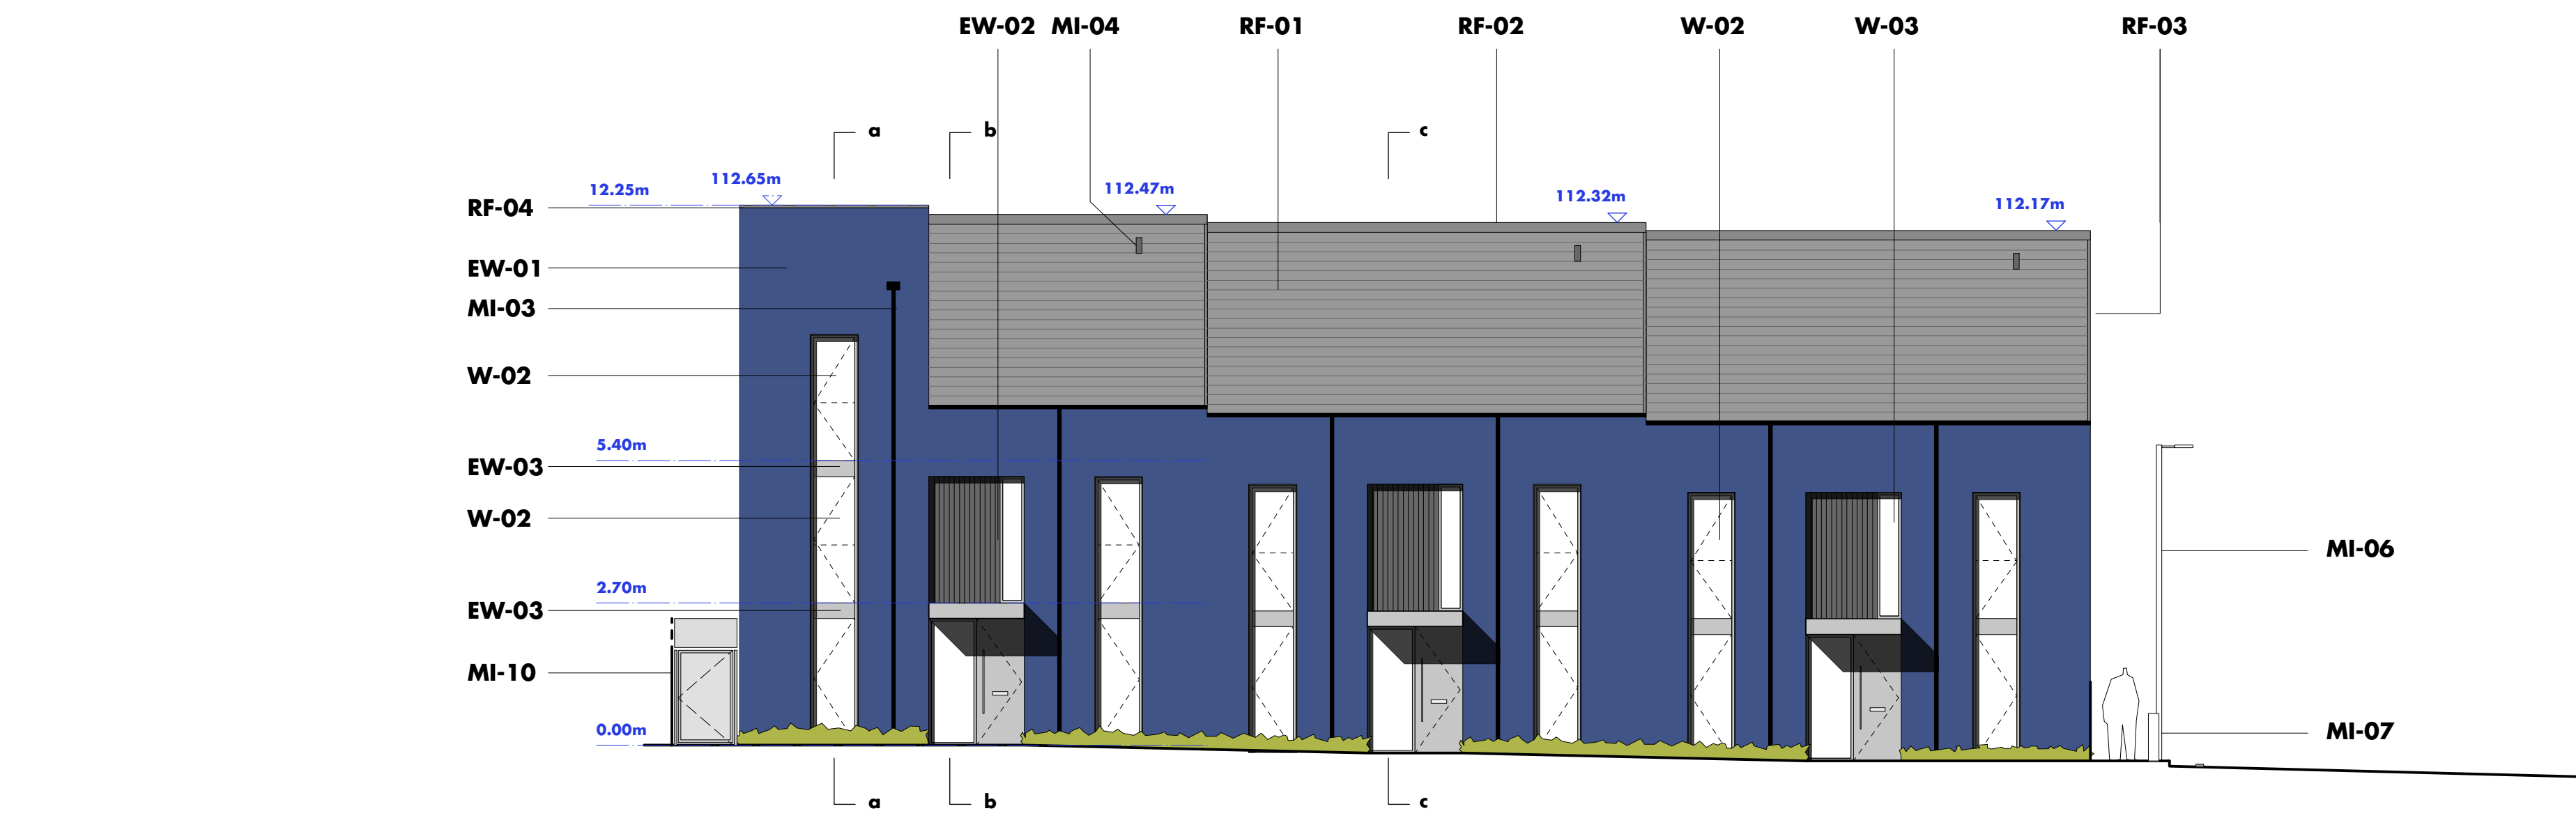 EW-02 MI-04 RF-01 RF-02 W-02 W-03 RF-03
a b c
12.25m 112.65m 112.47m 112.32m 112.17m
RF-04
EW-01
MI-03
W-02
5.40m
EW-03
W-02
MI-06
2.70m
EW-03
MI-10
0.00m
MI-07
a b c